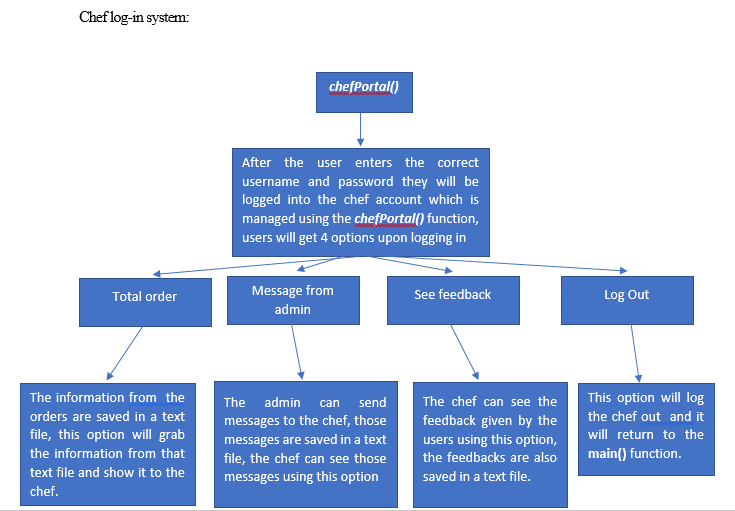 Chef log-in system:
chefPortal()
After the user enters the correct
username and password they will be
logged into the chef account which is
managed using the chefPortal() function,
users will get 4 options upon logging in
Total order
Message from
admin
See feedback
Log Out
The information from the
orders are saved in a text
file, this option will grab
the information from that
text file and show it to the
chef.
The admin can send
messages to the chef, those
messages are saved in a text
file, the chef can see those
messages using this option
The chef can see the
feedback given by the
users using this option,
the feedbacks are also
saved in a text file.
This option will log
the chef out and it
will return to the
main() function.